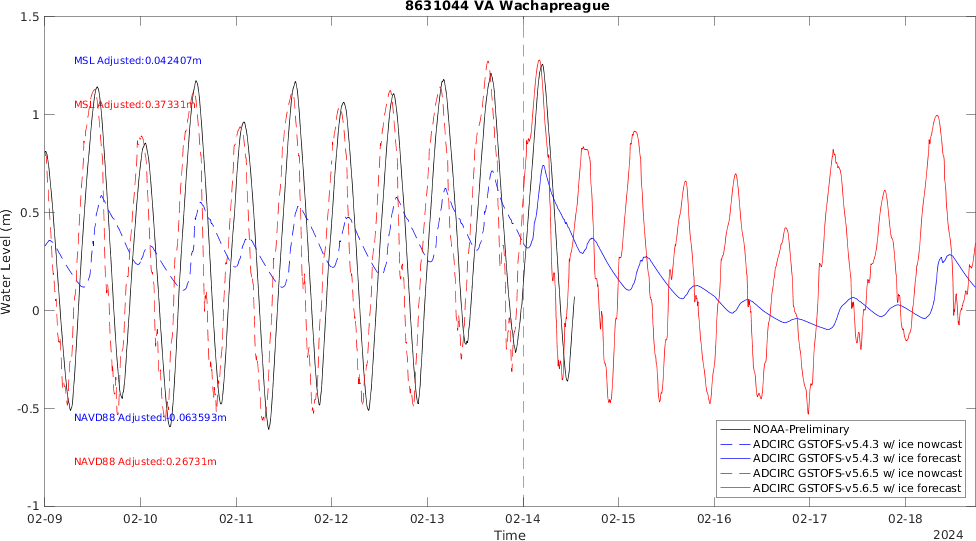 8631044 VA Wachapreague
1.5
1
0.5
0
-0.5
-1
Water Level (m)
MSL Adjusted:0.042407m
MSL Adjusted:0.37331m
NAVD88 Adjusted:-0.063593m
NAVD88 Adjusted:0.26731m
NOAA-Preliminary
ADCIRC GSTOFS-v5.4.3 w/ ice nowcast
ADCIRC GSTOFS-v5.4.3 w/ ice forecast
ADCIRC GSTOFS-v5.6.5 w/ ice nowcast
ADCIRC GSTOFS-v5.6.5 w/ ice forecast
02-09 02-10 02-11 02-12 02-13 02-14 02-15 02-16 02-17 02-18
Time
2024